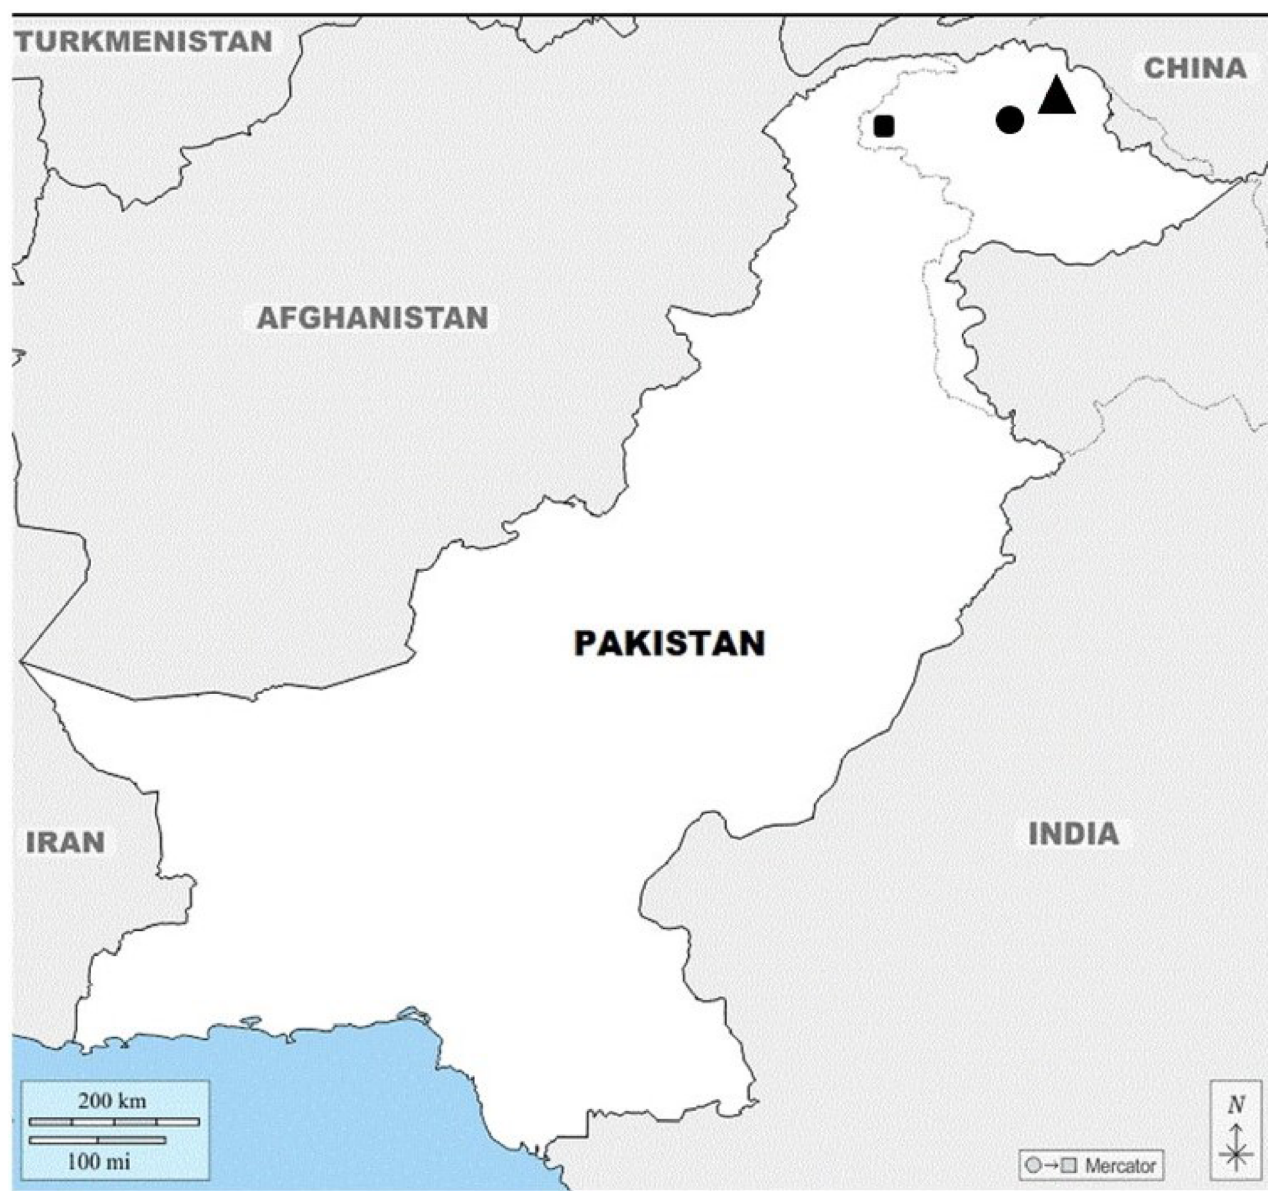 TURKMENISTAN
CHINA
AFGHANISTAN
PAKISTAN
IRAN
INDIA
200 km
100 mi
N
Mercator